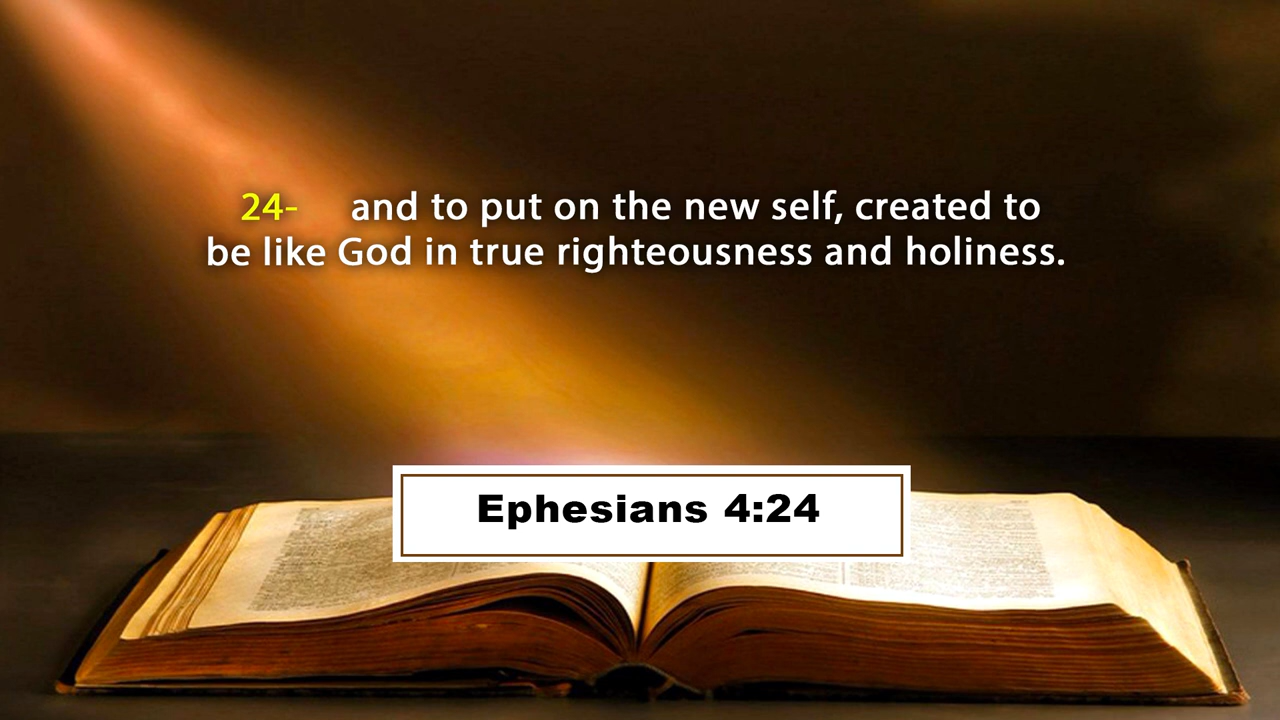 24- and to put on the new self, created to
be like God in true righteousness and holiness.
Ephesians 4:24